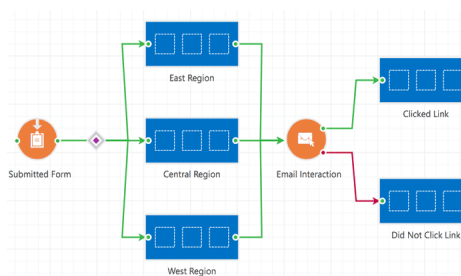 East Region
Clicked Link
Submitted Form
Central Region
Email Interaction
Did Not Click Link
West Region